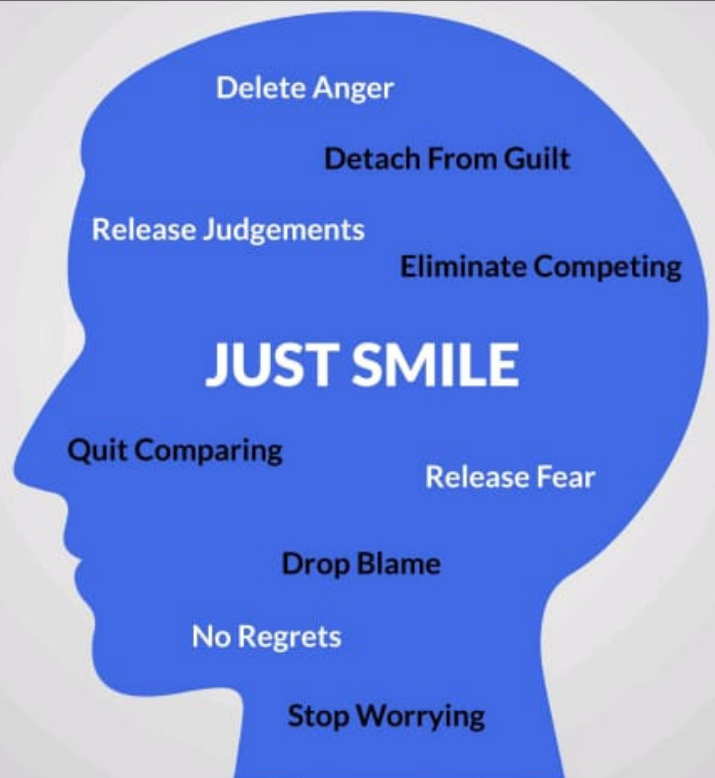 Delete Anger
Detach From Guilt
Release Judgements
Eliminate Competing
JUST SMILE
Quit Comparing
Release Fear
Drop Blame
No Regrets
Stop Worrying